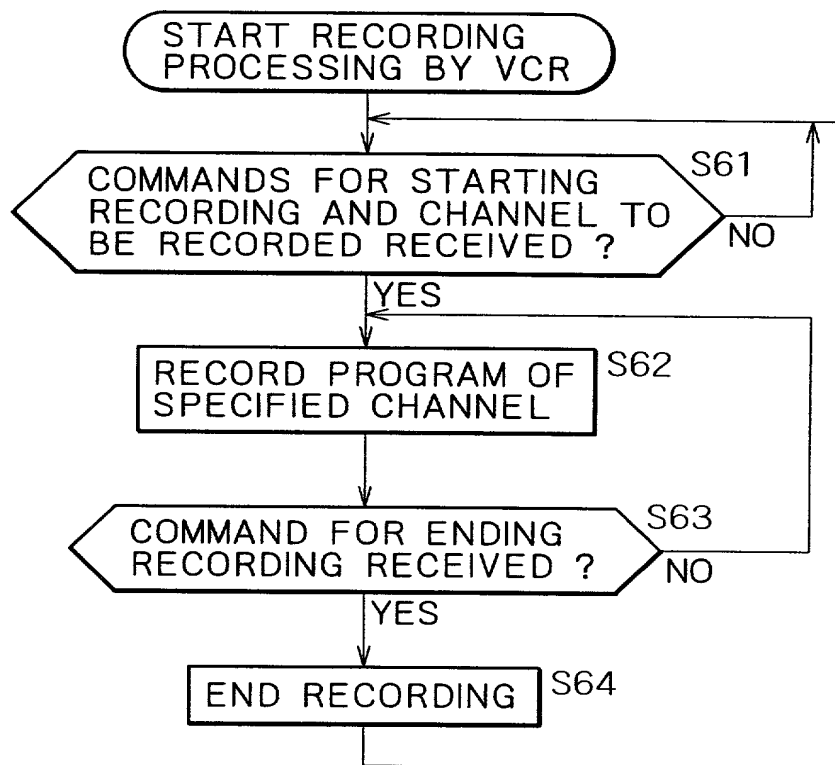 START RECORDING
PROCESSING BY VCR
S61
COMMANDS FOR STARTING
RECORDING AND CHANNEL TO
BE RECORDED RECEIVED ?
NO
YES
S62
RECORD PROGRAM OF
SPECIFIED CHANNEL
S63
COMMAND FOR ENDING
RECORDING RECEIVED ?
NO
YES
S64
END RECORDING